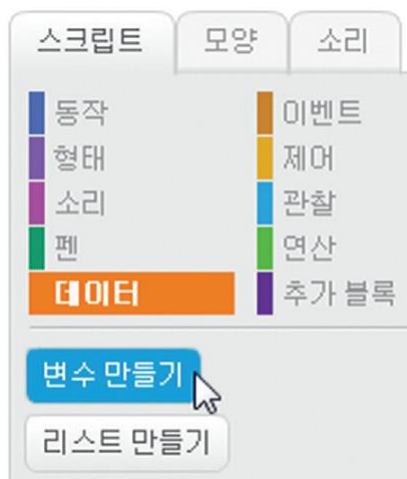 스크립트 모양 소리
동작 이벤트
형태 제어
소리 관찰
펜 연산
데이터 추가 블록
변수 만들기
리스트 만들기